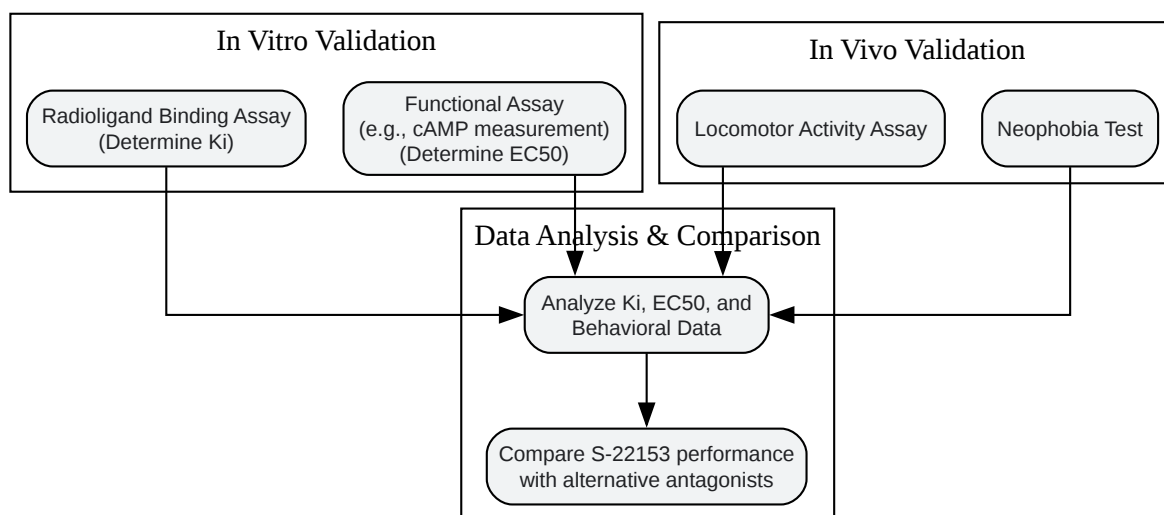 In Vitro Validation
Radioligand Binding Assay
(Determine Ki)
Functional Assay
(e.g., cAMP measurement)
(Determine EC50)
In Vivo Validation
Locomotor Activity Assay
Neophobia Test
Data Analysis & Comparison
Analyze Ki, EC50, and
Behavioral Data
Compare S-22153 performance
with alternative antagonists